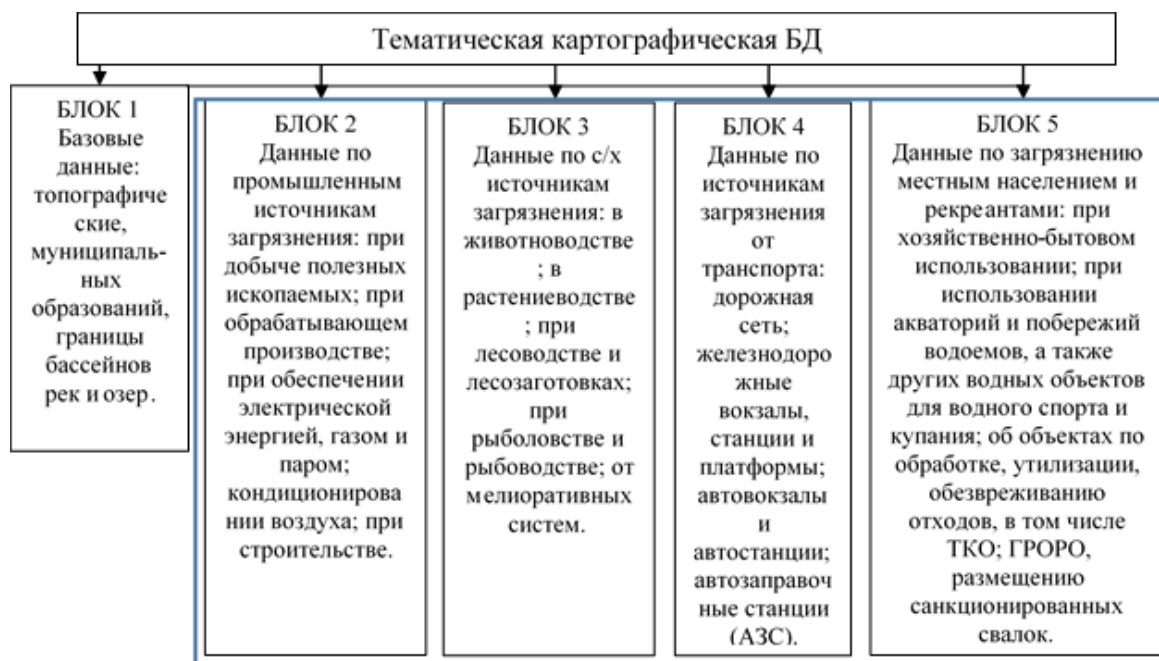 Тематическая картографическая БД
БЛОК 1
Базовые
данные:
топографиче
ские,
муниципаль-
ных
образований,
границы
бассейнов
рек и озер.
БЛОК 2
Данные по
промышленным
источникам
загрязнения: при
добыче полезных
ископаемых; при
обрабатывающем
производстве;
при обеспечении
электрической
энергией, газом и
паром;
кондиционирова
нии воздуха; при
строительстве.
БЛОК 3
Данные по с/х
источникам
загрязнения: в
животноводстве
; в
растениеводстве
; при
лесоводстве и
лесозаготовках;
при
рыболовстве и
рыбоводстве; от
мелиоративных
систем.
БЛОК 4
Данные по
источникам
загрязнения
от
транспорта:
дорожная
сеть;
железнодоро
жные
вокзалы,
станции и
платформы;
автовокзалы
и
автостанции;
автозаправоч
ные станции
(АЗС).
БЛОК 5
Данные по загрязнению
местным населением и
рекреантами: при
хозяйственно-бытовом
использовании; при
использовании
акваторий и побережий
водоемов, а также
других водных объектов
для водного спорта и
купания; об объектах по
обработке, утилизации,
обезвреживанию
отходов, в том числе
ТКО; ГРОРО,
размещению
санкционированных
свалок.